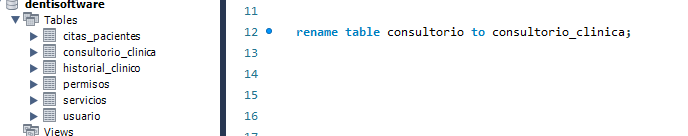 dentisoftware
Tables
citas_pacientes
consultorio_clinica
historial_clinico
permisos
servicios
usuario
Views
11
12 rename table consultorio to consultorio_clinica;
13
14
15
16